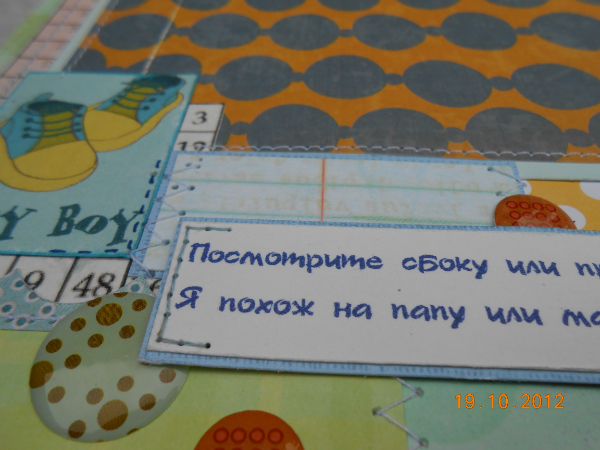 3
Y BOY
9 48
Посмотрите сбоку или
Я похож на папу или
19.10.2012